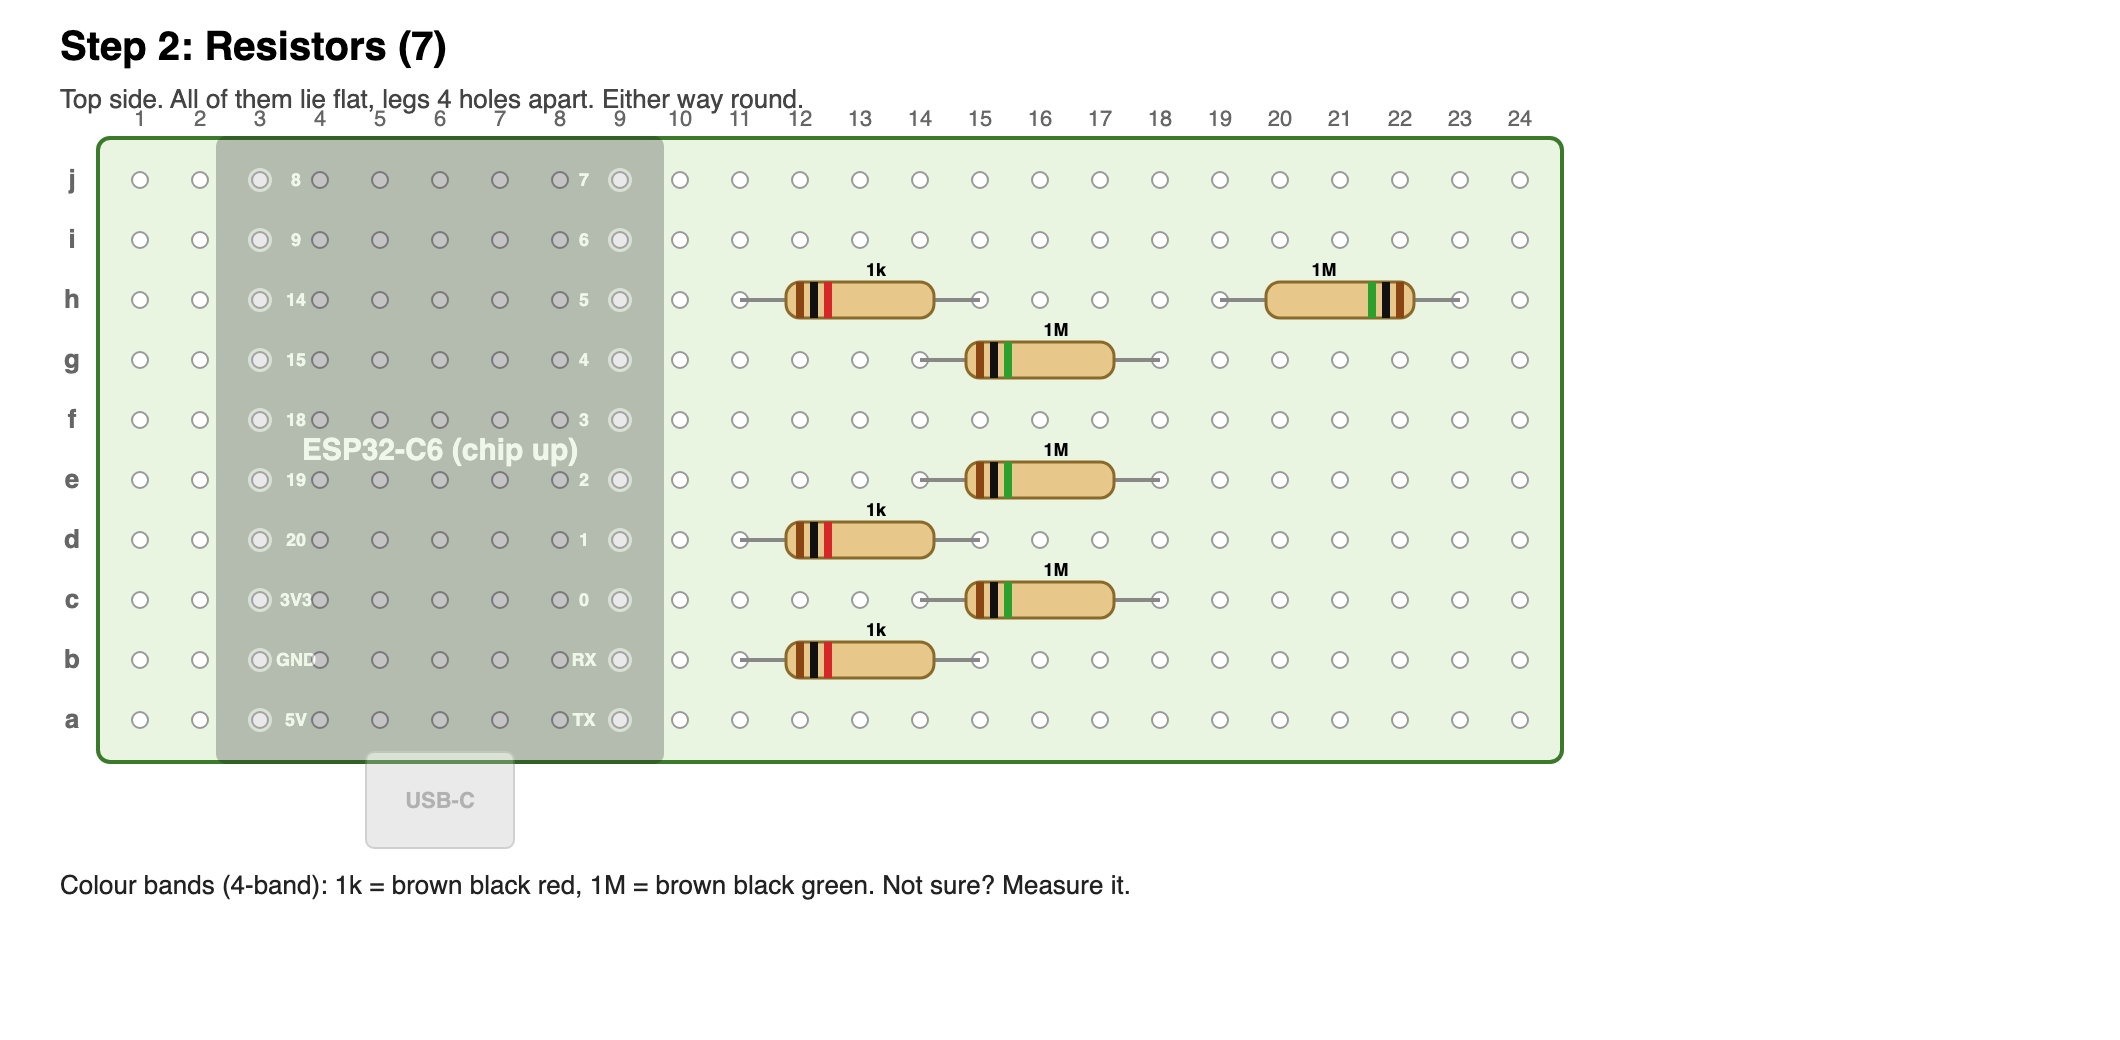 Step 2: Resistors (7)
Top side. All of them lie flat, legs 4 holes apart. Either way round.
1 2 3 4 5 6 7 8 9 10 11 12 13 14 15 16 17 18 19 20 21 22 23 24
j 8 7
i 9 6
1k 1M
h 14 5
1M
g 15 4
f 18 3
ESP32-C6 (chip up)
1M
e 19 2
1k
d 20 1
1M
c 3V3 0
1k
b GND RX
a 5V TX
USB-C
Colour bands (4-band): 1k = brown black red, 1M = brown black green. Not sure? Measure it.